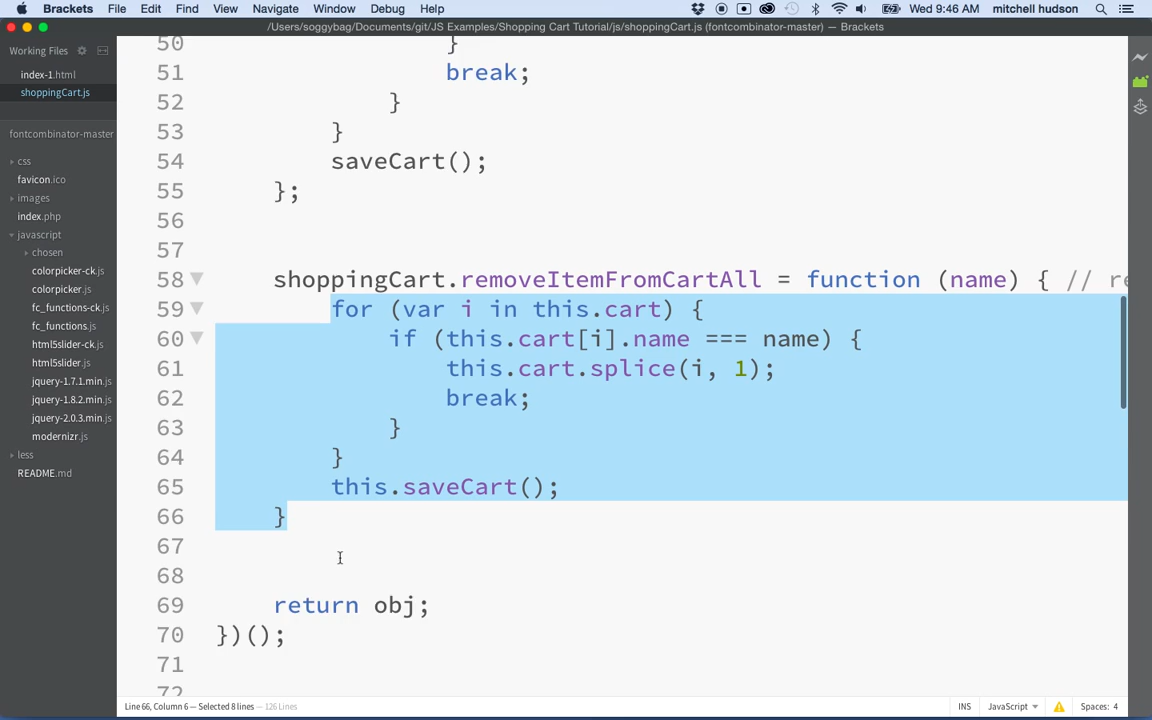 Brackets File Edit Find View Navigate Debug Help Wed 9:46 AM mitchell hudson
/Users/soggybag/Documents/git/JS Examples/Shopping Cart Tutorial/js/shoppingCart.js (fontcombinator-master) — Brackets
Working Files
index-1.html
shoppingCart.js
fontcombinator-master
css
favicon.ico
images
index.php
javascript
chosen
colorpicker-ck.js
colorpicker.js
fc_functions-ck.js
fc_functions.js
html5slider-ck.js
html5slider.js
jquery-1.7.1.min.js
jquery-1.8.2.min.js
jquery-2.0.3.min.js
modernizr.js
less
README.md
50 }
51 break;
52 }
53 }
54 saveCart();
55 };
56
57
58 shoppingCart.removeItemFromCartAll = function (name) { // re
59 for (var i in this.cart) {
60 if (this.cart[i].name === name) {
61 this.cart.splice(i, 1);
62 break;
63 }
64 }
65 this.saveCart();
66 }
67
68
69 return obj;
70 })();
71
72
Line 66, Column 6 — Selected 8 lines — 126 Lines INS JavaScript Spaces: 4